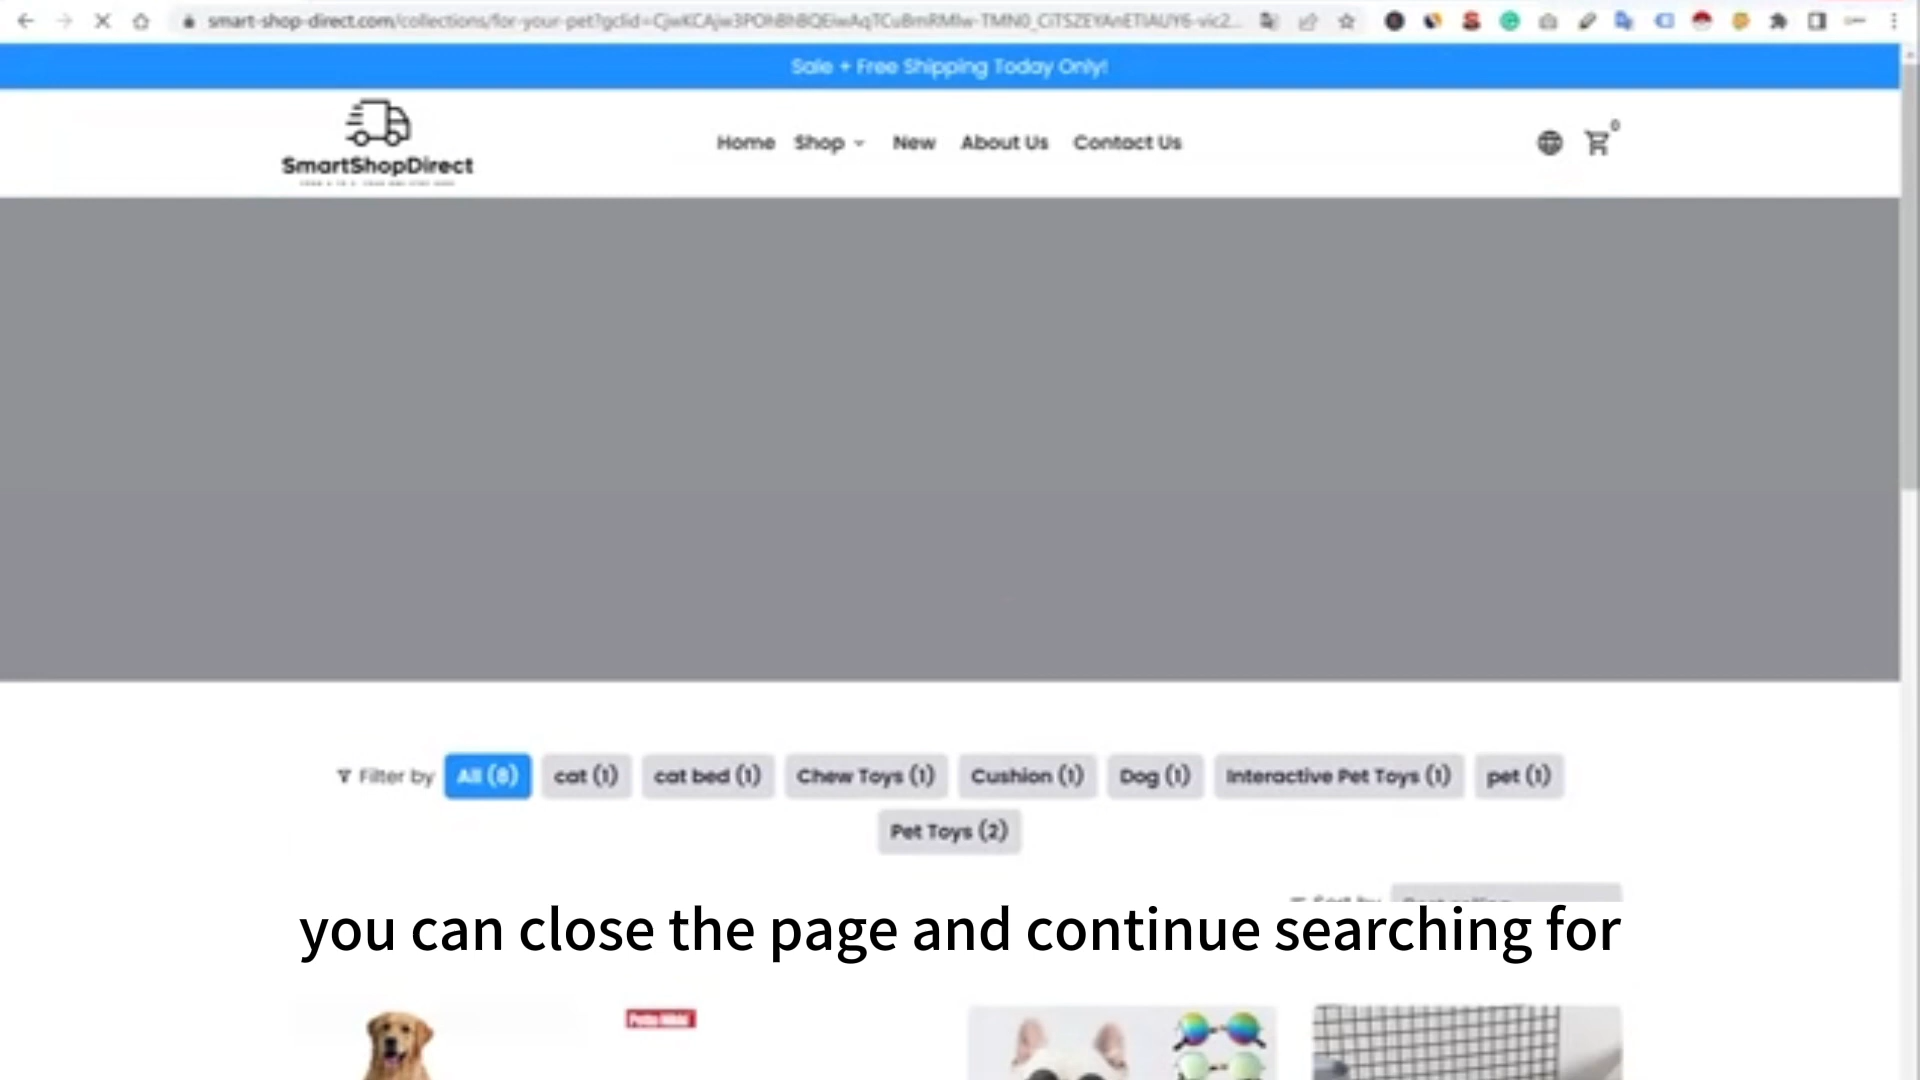 smart-shop-direct.com/collections/for-your-pet?gclid=
Sale + Free Shipping Today Only!
SmartShopDirect
Home Shop New About Us Contact Us
0
Filter by All (8) cat (1) cat bed (1) Chew Toys (1) Cushion (1) Dog (1) Interactive Pet Toys (1) pet (1)
Pet Toys (2)
you can close the page and continue searching for